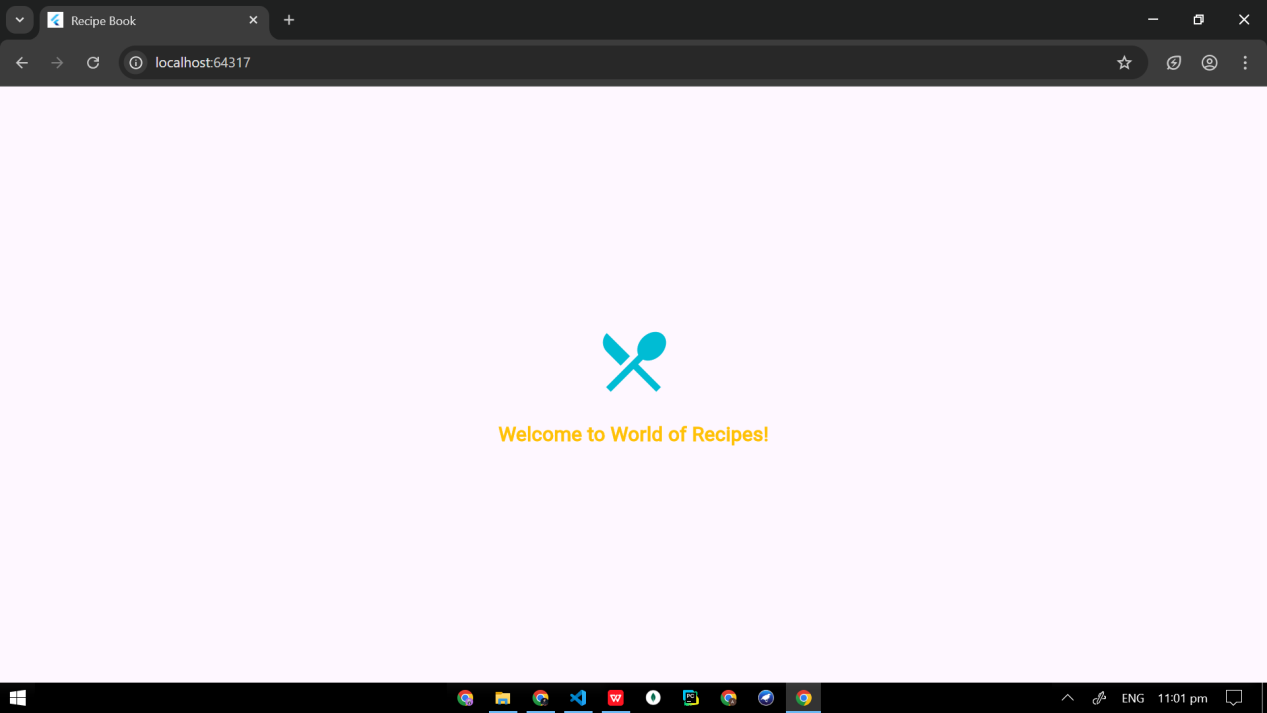 Recipe Book
localhost:64317
Welcome to World of Recipes!
ENG 11:01 pm